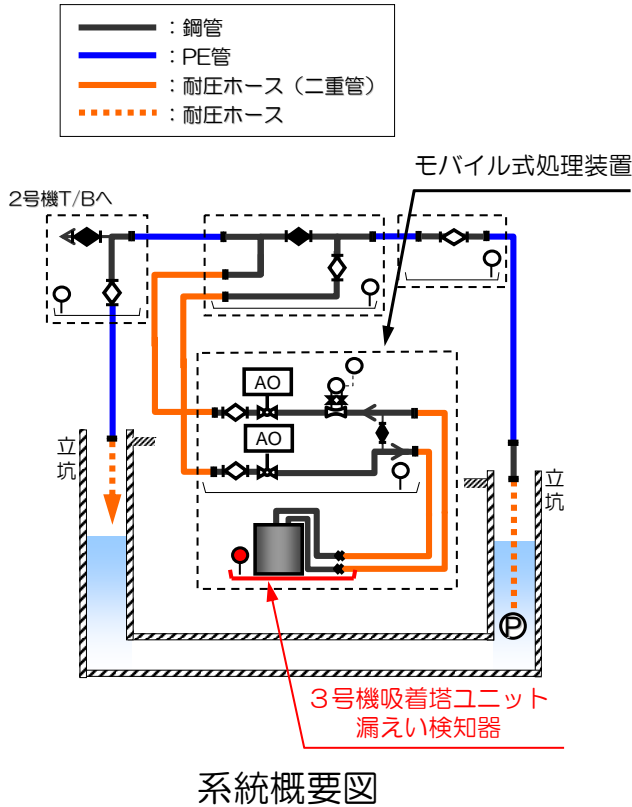 ：鋼管
：PE管
：耐圧ホース（二重管）
：耐圧ホース
モバイル式処理装置
2号機T/Bへ
AO
AO
立坑
立坑
P
３号機吸着塔ユニット
漏えい検知器
系統概要図